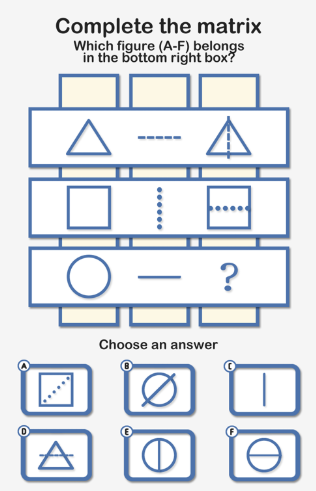 Complete the matrix
Which figure (A-F) belongs
in the bottom right box?
?
Choose an answer
A
B
C
D
E
F